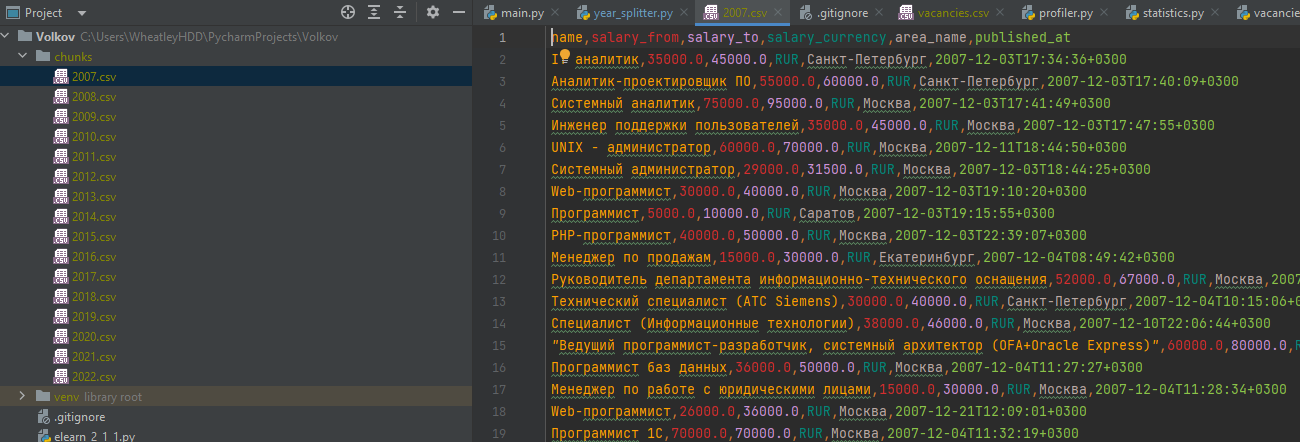 Project
Volkov C:\Users\WheatleyHDD\PycharmProjects\Volkov
chunks
2007.csv
2008.csv
2009.csv
2010.csv
2011.csv
2012.csv
2013.csv
2014.csv
2015.csv
2016.csv
2017.csv
2018.csv
2019.csv
2020.csv
2021.csv
2022.csv
venv library root
.gitignore
elearn_2_1_1.py
main.py year_splitter.py 2007.csv .gitignore vacancies.csv profiler.py statistics.py vacancie
1 name,salary_from,salary_to,salary_currency,area_name,published_at
2 аналитик,35000.0,45000.0,RUR,Санкт-Петербург,2007-12-03T17:34:36+0300
3 Аналитик-проектировщик ПО,55000.0,60000.0,RUR,Санкт-Петербург,2007-12-03T17:40:09+0300
4 Системный аналитик,75000.0,95000.0,RUR,Москва,2007-12-03T17:41:49+0300
5 Инженер поддержки пользователей,35000.0,45000.0,RUR,Москва,2007-12-03T17:47:55+0300
6 UNIX - администратор,60000.0,70000.0,RUR,Москва,2007-12-11T18:44:50+0300
7 Системный администратор,29000.0,31500.0,RUR,Москва,2007-12-03T18:44:25+0300
8 Web-программист,30000.0,40000.0,RUR,Москва,2007-12-03T19:10:20+0300
9 Программист,5000.0,10000.0,RUR,Саратов,2007-12-03T19:15:55+0300
10 PHP-программист,40000.0,50000.0,RUR,Москва,2007-12-03T22:39:07+0300
11 Менеджер по продажам,15000.0,30000.0,RUR,Екатеринбург,2007-12-04T08:49:42+0300
12 Руководитель департамента информационно-технического оснащения,52000.0,67000.0,RUR,Москва,2007
13 Технический специалист (АТС Siemens),30000.0,40000.0,RUR,Санкт-Петербург,2007-12-04T10:15:06+0
14 Специалист (Информационные технологии),38000.0,46000.0,RUR,Москва,2007-12-10T22:06:44+0300
15 "Ведущий программист-разработчик, системный архитектор (OFA+Oracle Express)",60000.0,80000.0,R
16 Программист баз данных,36000.0,50000.0,RUR,Москва,2007-12-04T11:27:27+0300
17 Менеджер по работе с юридическими лицами,15000.0,30000.0,RUR,Москва,2007-12-04T11:28:34+0300
18 Web-программист,26000.0,36000.0,RUR,Москва,2007-12-21T12:09:01+0300
19 Программист 1С,70000.0,70000.0,RUR,Москва,2007-12-04T11:32:19+0300